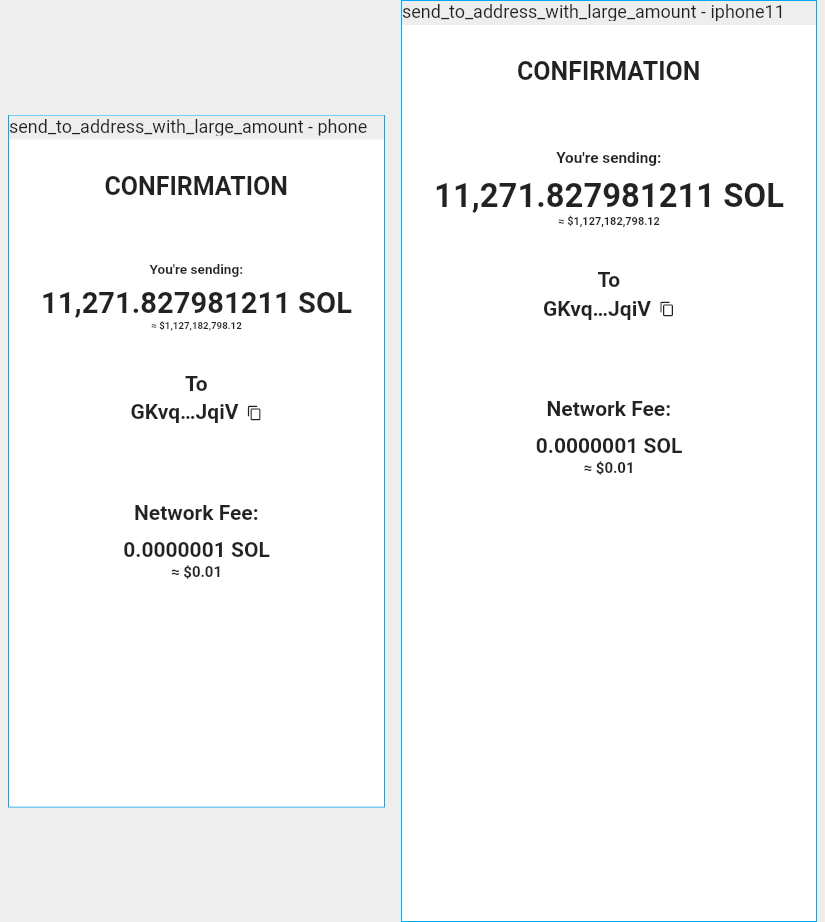 send_to_address_with_large_amount - phone
CONFIRMATION
You're sending:
11,271.827981211 SOL
≈ $1,127,182,798.12
To
GKvq...JqiV
Network Fee:
0.0000001 SOL
≈ $0.01
send_to_address_with_large_amount - iphone11
CONFIRMATION
You're sending:
11,271.827981211 SOL
≈ $1,127,182,798.12
To
GKvq...JqiV
Network Fee:
0.0000001 SOL
≈ $0.01